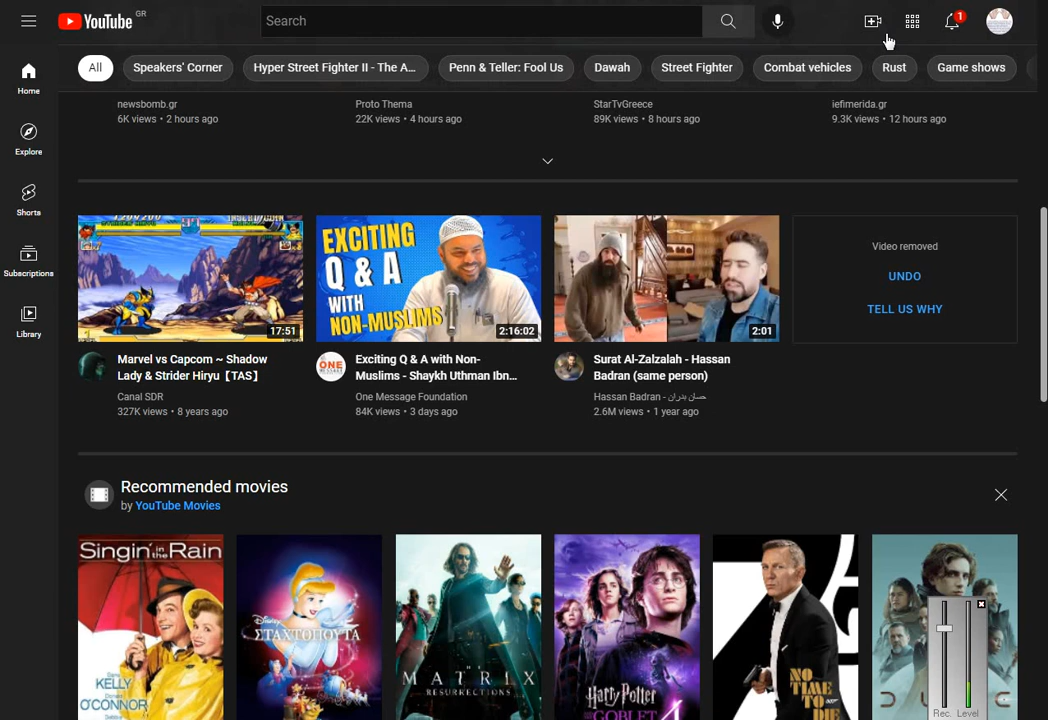 YouTube GR
Search
1
All
Speakers' Corner
Hyper Street Fighter II - The A...
Penn & Teller: Fool Us
Dawah
Street Fighter
Combat vehicles
Rust
Game shows
Home
Explore
Shorts
Subscriptions
Library
newsbomb.gr
6K views • 2 hours ago
Proto Thema
22K views • 4 hours ago
StarTvGreece
89K views • 8 hours ago
iefimerida.gr
9.3K views • 12 hours ago
17:51
Marvel vs Capcom ~ Shadow
Lady & Strider Hiryu【TAS】
Canal SDR
327K views • 8 years ago
EXCITING
Q & A
WITH
NON-MUSLIMS
2:16:02
ONE
MESSAGE
Exciting Q & A with Non-
Muslims - Shaykh Uthman Ibn...
One Message Foundation
84K views • 3 days ago
2:01
Surat Al-Zalzalah - Hassan
Badran (same person)
Hassan Badran - حسان بدران
2.6M views • 1 year ago
Video removed
UNDO
TELL US WHY
Recommended movies
by YouTube Movies
Singin' in the Rain
KELLY
O'CONNOR
Disney
ΣΤΑΧΤΟΠΟΥΤΑ
THE
MATRIX
RESURRECTIONS
Harry Potter
GOBLET
NO
TIME
TO
DIE
007
Rec. Level